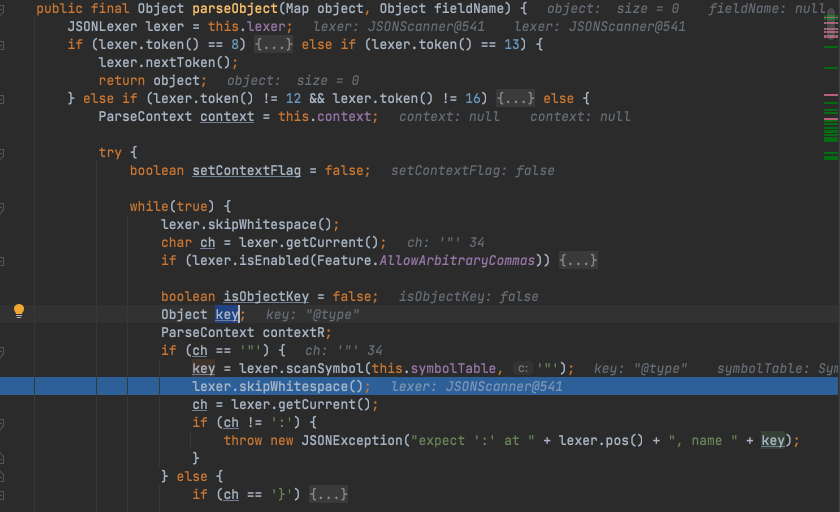 public final Object parseObject(Map object, Object fieldName) {   object:  size = 0    fieldName: null
JSONLexer lexer = this.lexer;   lexer: JSONScanner@541    lexer: JSONScanner@541
if (lexer.token() == 8) {...} else if (lexer.token() == 13) {
lexer.nextToken();
return object;   object:  size = 0
} else if (lexer.token() != 12 && lexer.token() != 16) {...} else {
ParseContext context = this.context;   context: null    context: null
try {
boolean setContextFlag = false;   setContextFlag: false
while(true) {
lexer.skipWhitespace();
char ch = lexer.getCurrent();   ch: '"' 34
if (lexer.isEnabled(Feature.AllowArbitraryCommas)) {...}
boolean isObjectKey = false;   isObjectKey: false
Object key;   key: "@type"
ParseContext contextR;
if (ch == '"') {   ch: '"' 34
key = lexer.scanSymbol(this.symbolTable, c: '"');   key: "@type"    symbolTable: Sym
lexer.skipWhitespace();   lexer: JSONScanner@541
ch = lexer.getCurrent();
if (ch != ':') {
throw new JSONException("expect ':' at " + lexer.pos() + ", name " + key);
}
} else {
if (ch == '}') {...}